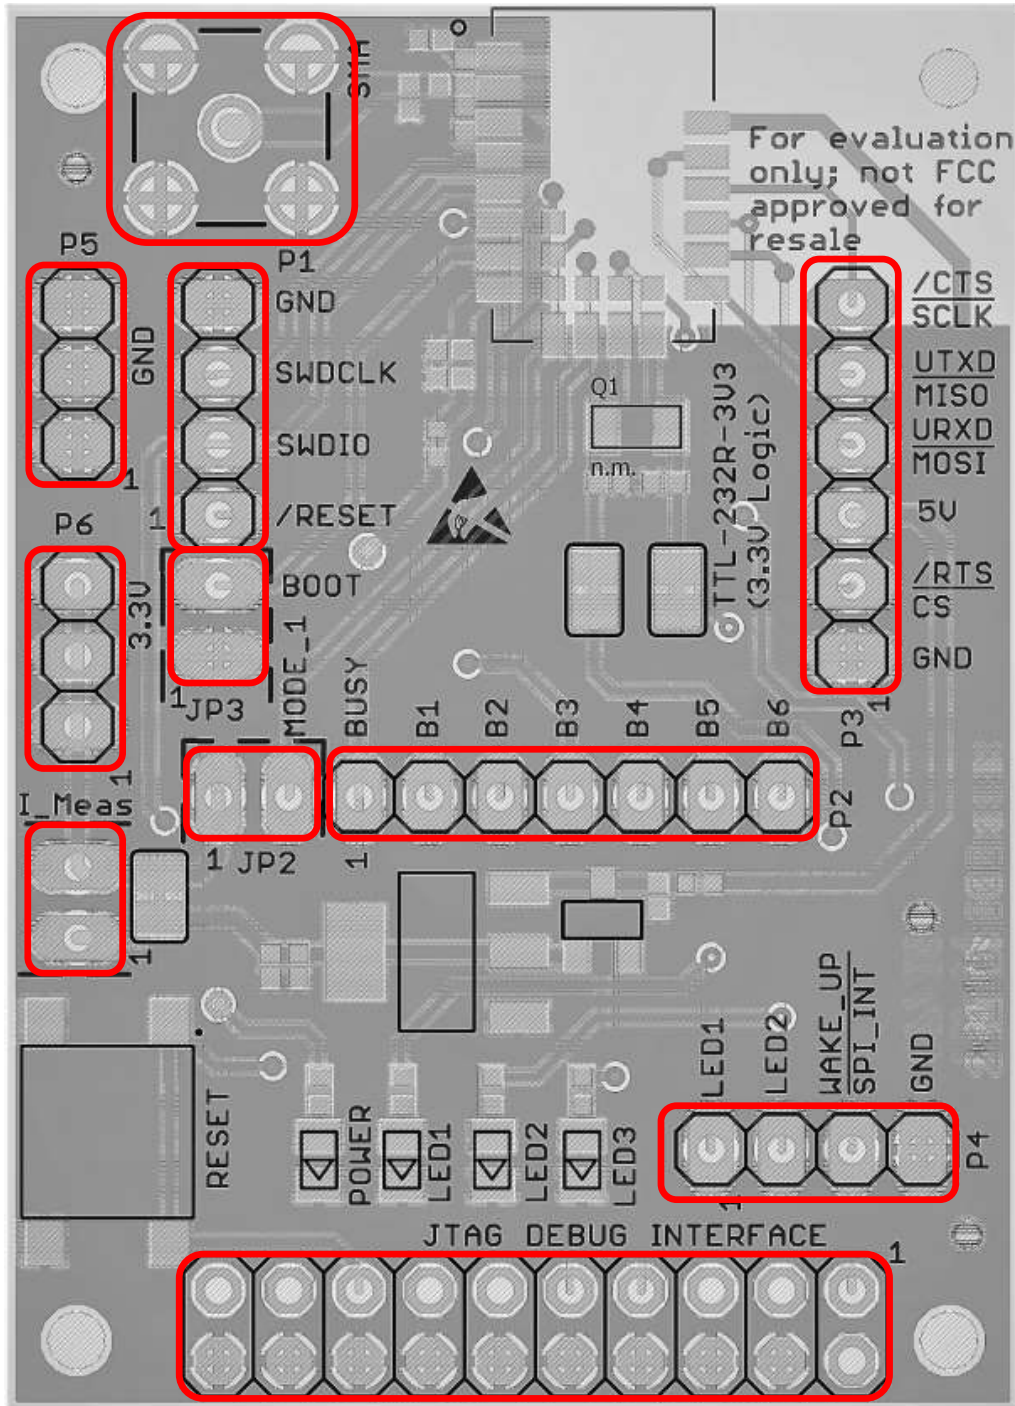 SMA
For evaluation
only; not FCC
approved for
resale
P5
P1
GND
GND
SWDCLK
SWDIO
/RESET
1
1
/CTS
SCLK
UTXD
MISO
URXD
MOSI
5V
/RTS
CS
GND
P3
1
Q1
n.m.
TTL-232R-3V3
(3.3V Logic)
P6
3.3V
1
BOOT
MODE_1
1
JP3
BUSY
B1
B2
B3
B4
B5
B6
P2
1
1
JP2
I_Meas
1
RESET
POWER
LED1
LED2
LED3
LED1
LED2
WAKE_UP
SPI_INT
GND
P4
1
JTAG DEBUG INTERFACE
1